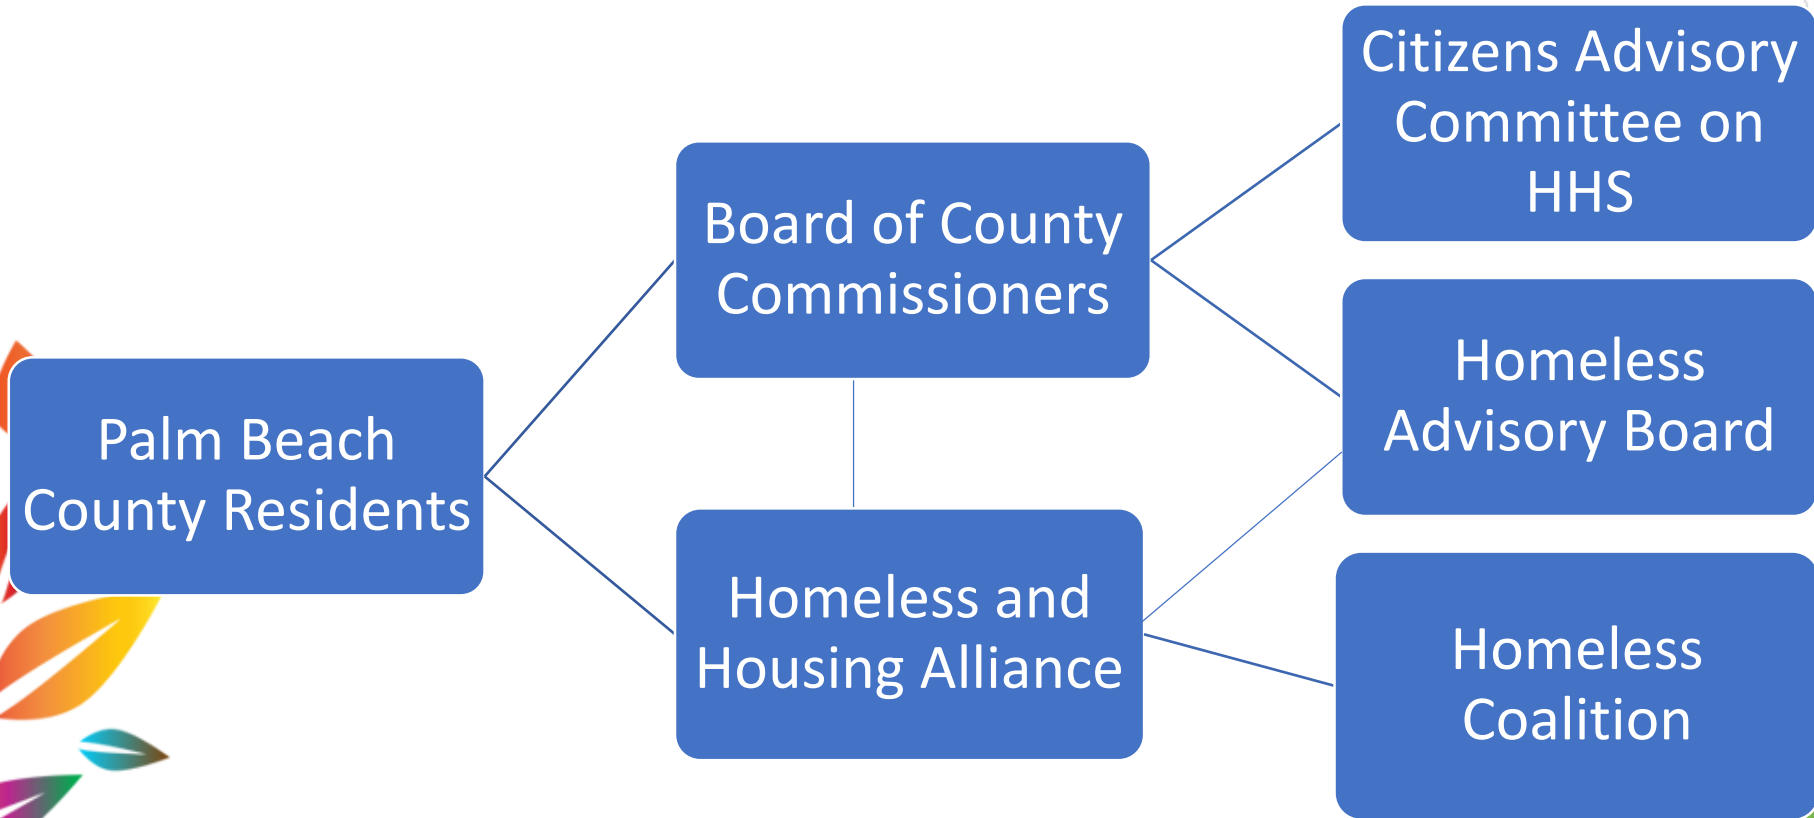 Palm Beach
County Residents
Board of County
Commissioners
Homeless and
Housing Alliance
Citizens Advisory
Committee on
HHS
Homeless
Advisory Board
Homeless
Coalition